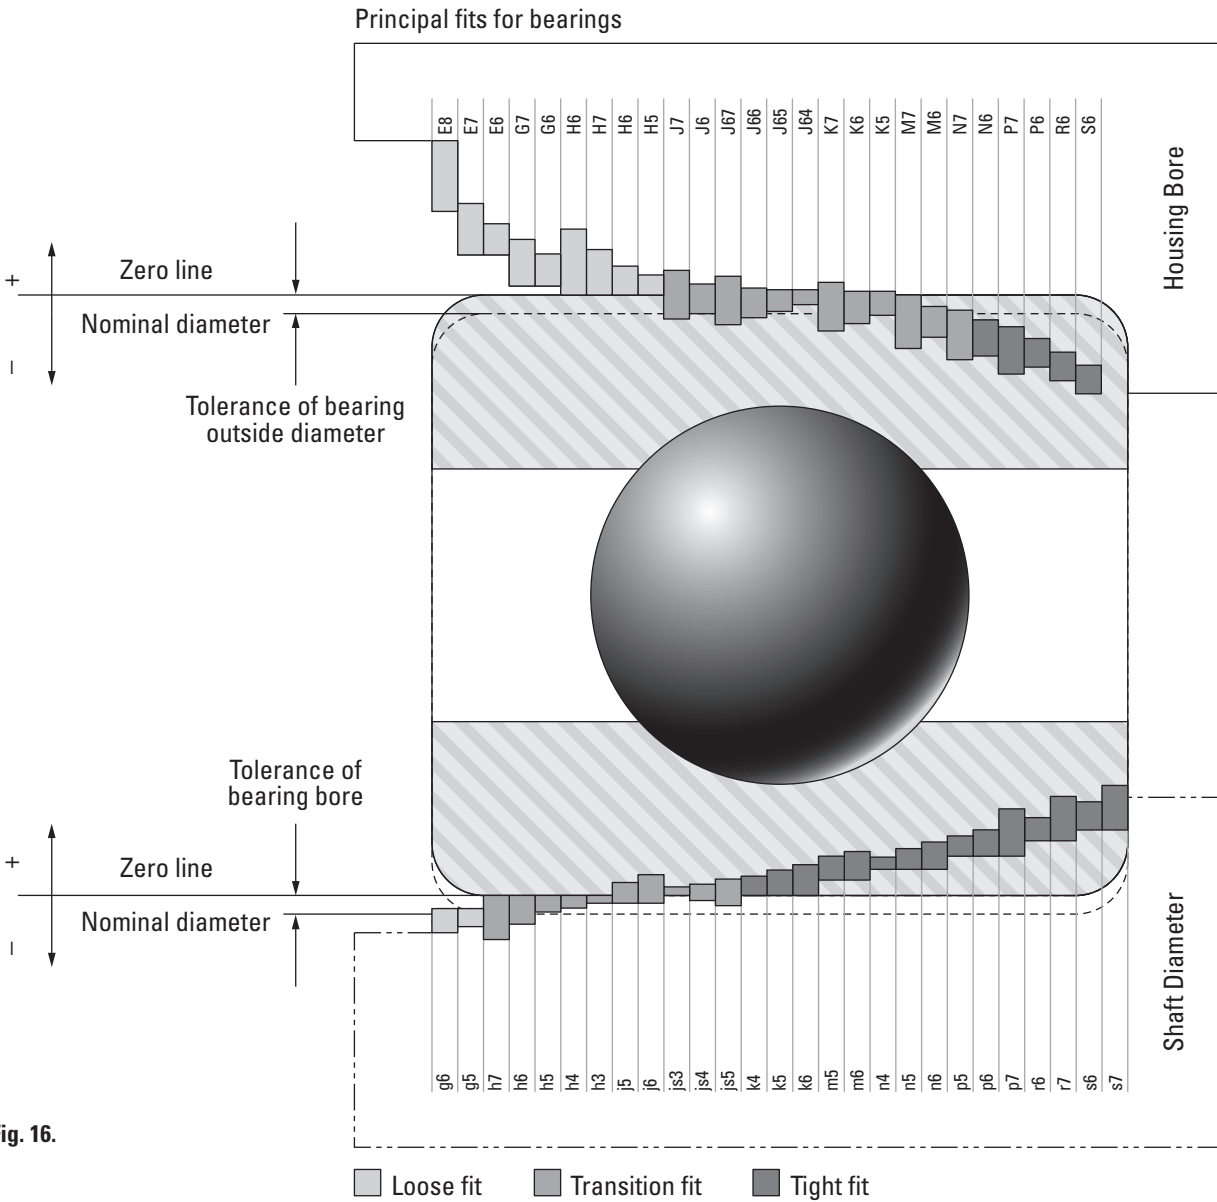 Principal fits for bearings
E8 E7 E6 G7 G6 H6 H7 H6 H5 J7 J6 J67 J66 J65 J64 K7 K6 K5 M7 M6 N7 N6 P7 P6 R6 S6
Housing Bore
+
Zero line
Nominal diameter
–
Tolerance of bearing
outside diameter
Tolerance of
bearing bore
+
Zero line
Nominal diameter
–
Shaft Diameter
g6 g5 h7 h6 h5 h4 h3 j5 j6 js3 js4 js5 k4 k5 k6 m5 m6 n4 n5 n6 p5 p6 p7 r6 r7 s6 s7
ig. 16.
Loose fit Transition fit Tight fit